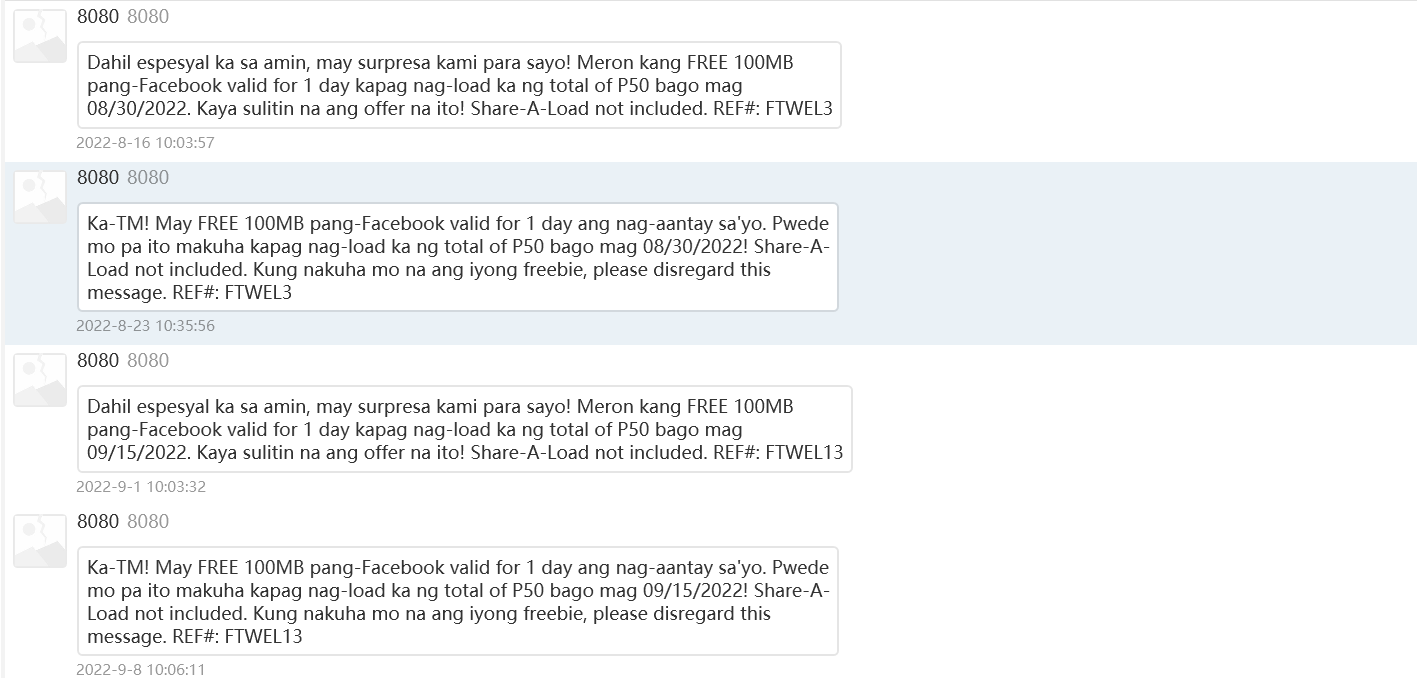 8080 8080
Dahil espesyal ka sa amin, may surpresa kami para sayo! Meron kang FREE 100MB
pang-Facebook valid for 1 day kapag nag-load ka ng total of P50 bago mag
08/30/2022. Kaya sulitin na ang offer na ito! Share-A-Load not included. REF#: FTWEL3
2022-8-16 10:03:57
8080 8080
Ka-TM! May FREE 100MB pang-Facebook valid for 1 day ang nag-aantay sa'yo. Pwede
mo pa ito makuha kapag nag-load ka ng total of P50 bago mag 08/30/2022! Share-A-
Load not included. Kung nakuha mo na ang iyong freebie, please disregard this
message. REF#: FTWEL3
2022-8-23 10:35:56
8080 8080
Dahil espesyal ka sa amin, may surpresa kami para sayo! Meron kang FREE 100MB
pang-Facebook valid for 1 day kapag nag-load ka ng total of P50 bago mag
09/15/2022. Kaya sulitin na ang offer na ito! Share-A-Load not included. REF#: FTWEL13
2022-9-1 10:03:32
8080 8080
Ka-TM! May FREE 100MB pang-Facebook valid for 1 day ang nag-aantay sa'yo. Pwede
mo pa ito makuha kapag nag-load ka ng total of P50 bago mag 09/15/2022! Share-A-
Load not included. Kung nakuha mo na ang iyong freebie, please disregard this
message. REF#: FTWEL13
2022-9-8 10:06:11